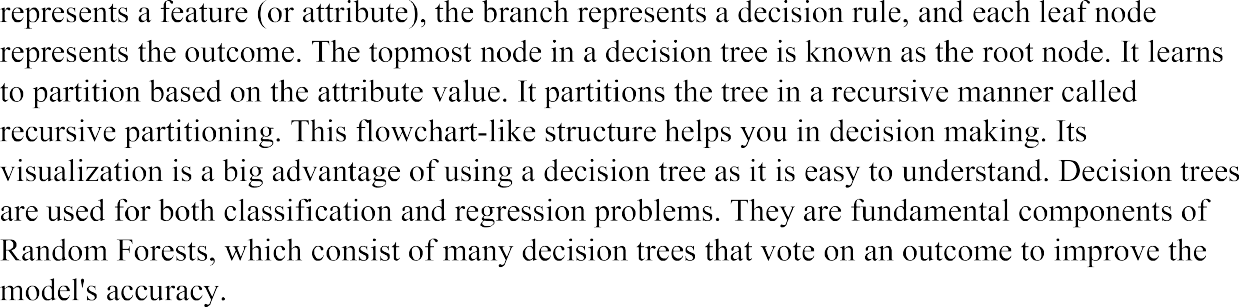 represents a feature (or attribute), the branch represents a decision rule, and each leaf node
represents the outcome. The topmost node in a decision tree is known as the root node. It learns
to partition based on the attribute value. It partitions the tree in a recursive manner called
recursive partitioning. This flowchart-like structure helps you in decision making. Its
visualization is a big advantage of using a decision tree as it is easy to understand. Decision trees
are used for both classification and regression problems. They are fundamental components of
Random Forests, which consist of many decision trees that vote on an outcome to improve the
model's accuracy.